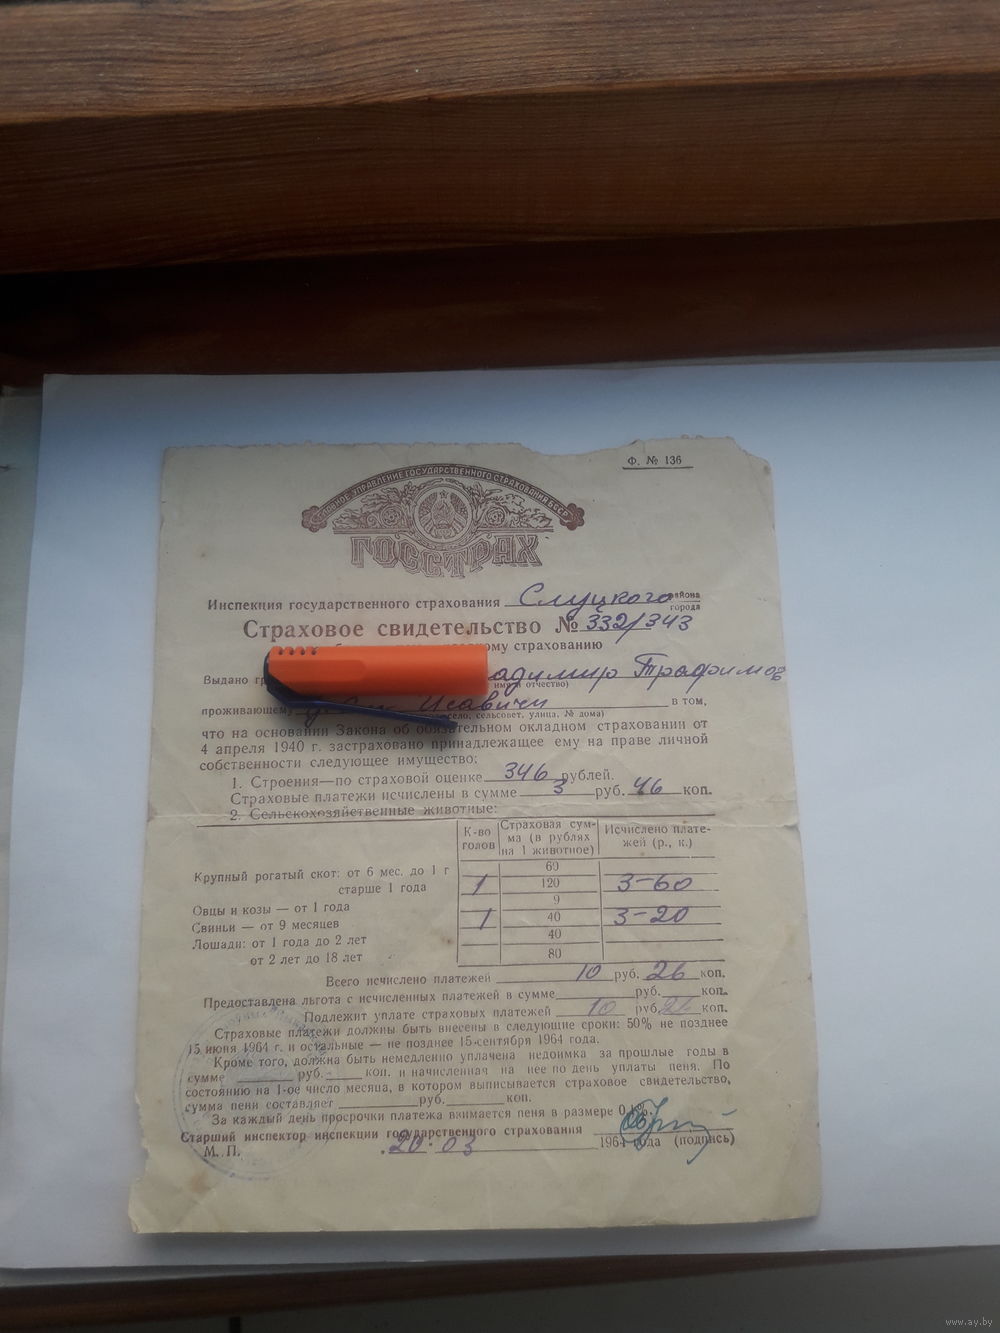 Ф. № 136
ГЛАВНОЕ УПРАВЛЕНИЕ ГОСУДАРСТВЕННОГО СТРАХОВАНИЯ БССР
ГОССТРАХ
Инспекция государственного страхования Слуцкого района
города
Страховое свидетельство № 332/343
страхованию
Выдано
имя и отчество)
проживающему Исавичи в том,
село, сельсовет, улица, № дома)
что на основании Закона об обязательном окладном страховании от
4 апреля 1940 г. застраховано принадлежащее ему на праве личной
собственности следующее имущество:
1. Строения—по страховой оценке 346 рублей.
Страховые платежи исчислены в сумме 3 руб. 46 коп.
2. Сельскохозяйственные животные:
К-во голов Страховая сумма (в рублях на 1 животное) Исчислено платежей (р., к.)
Крупный рогатый скот: от 6 мес. до 1 г 60
старше 1 года 1 120 3-60
Овцы и козы — от 1 года 9
Свиньи — от 9 месяцев 1 40 3-20
Лошади: от 1 года до 2 лет 40
от 2 лет до 18 лет 80
Всего исчислено платежей 10 руб. 26 коп.
Предоставлена льгота с исчисленных платежей в сумме руб. коп.
Подлежит уплате страховых платежей 10 руб. 26 коп.
Страховые платежи должны быть внесены в следующие сроки: 50% не позднее
15 июня 1964 г. и остальные — не позднее 15 сентября 1964 года.
Кроме того, должна быть немедленно уплачена недоимка за прошлые годы в
сумме руб. коп. и начисленная на нее по день уплаты пеня. По
состоянию на 1-ое число месяца, в котором выписывается страховое свидетельство,
сумма пени составляет руб. коп.
За каждый день просрочки платежа взимается пеня в размере 0,1%.
Старший инспектор инспекции государственного страхования
М. П. 20.03 1964 года (подпись)
www.ay.by